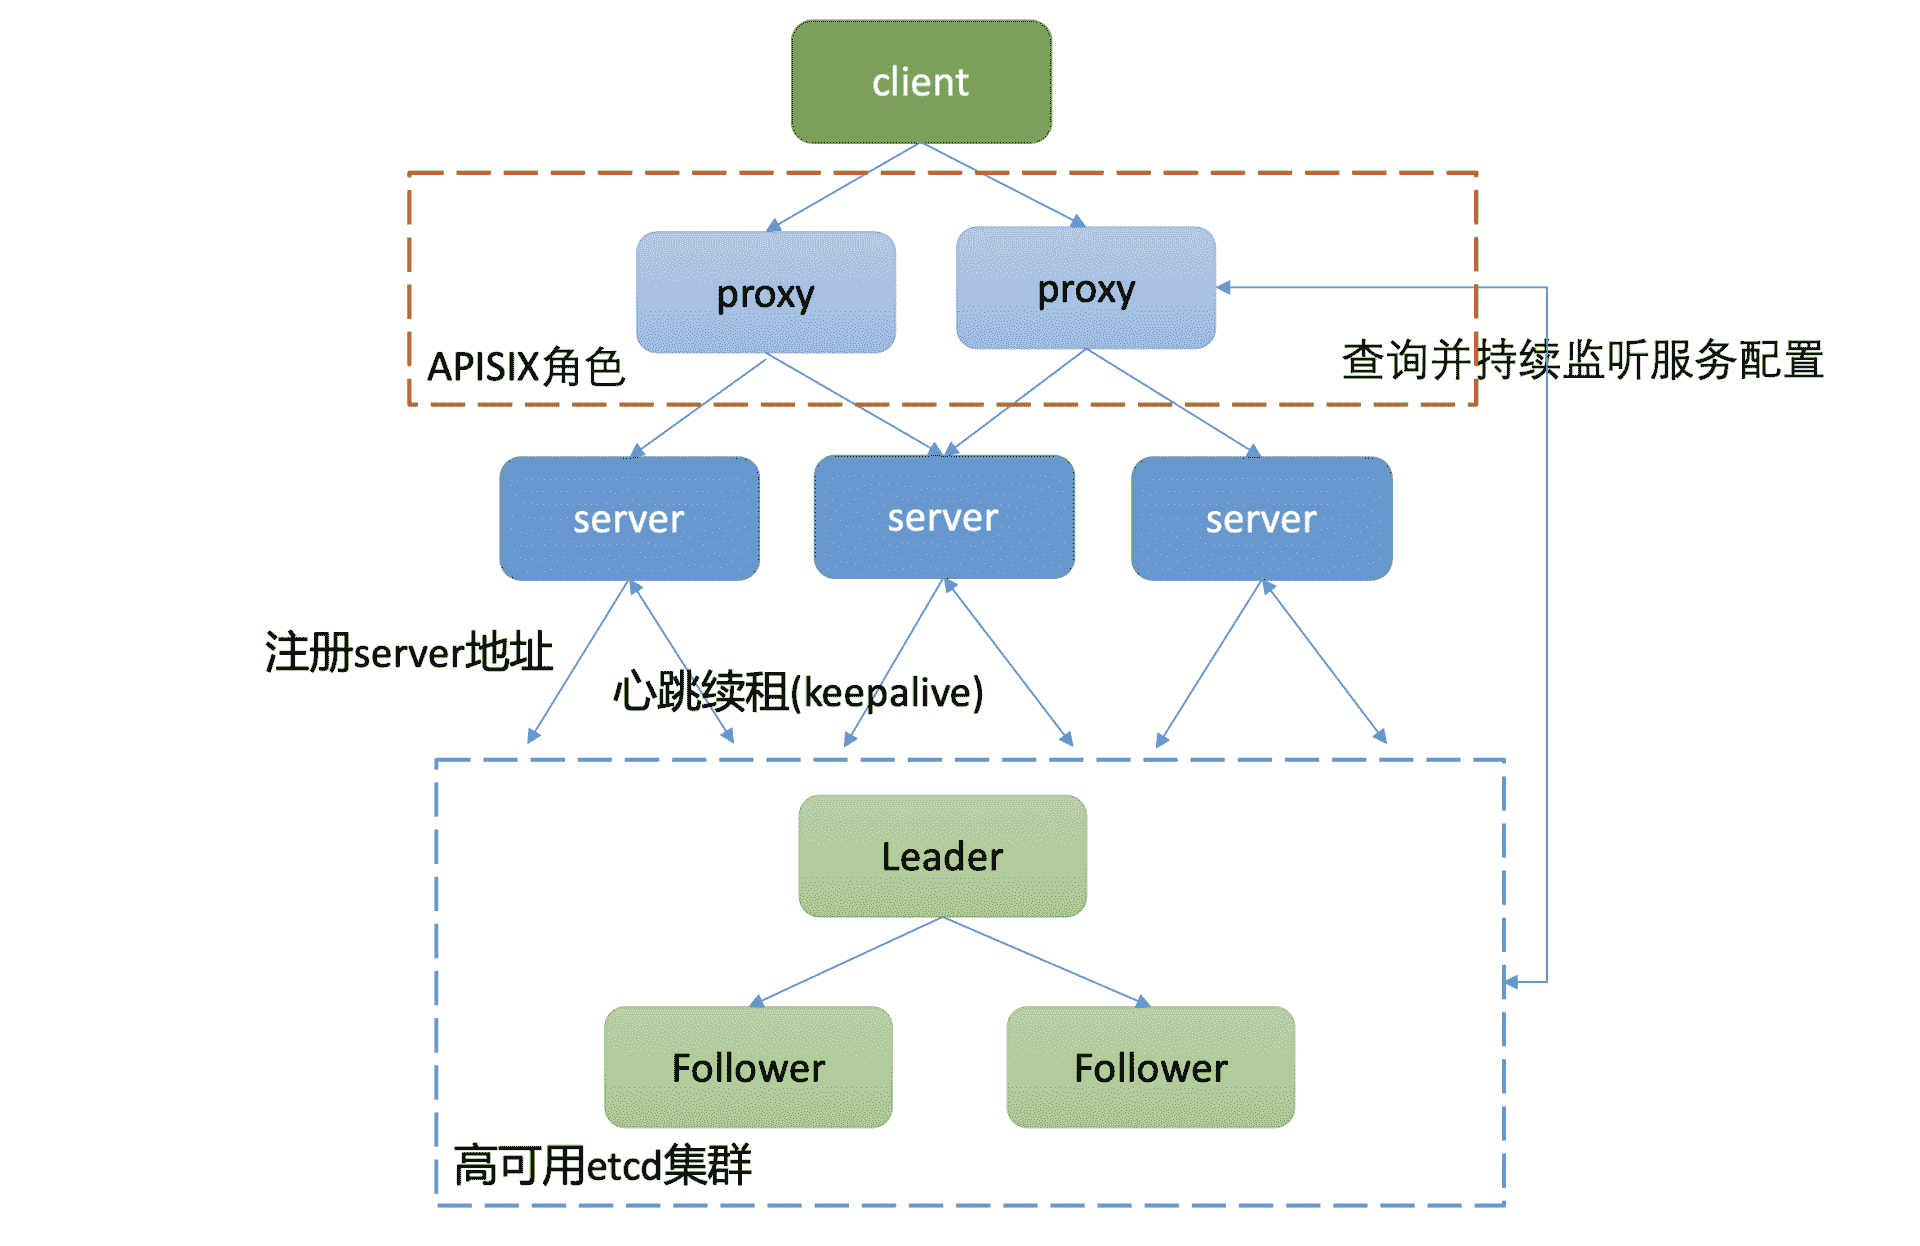 client
proxy
proxy
APISIX角色
查询并持续监听服务配置
server
server
server
注册server地址
心跳续租(keepalive)
Leader
Follower
Follower
高可用etcd集群